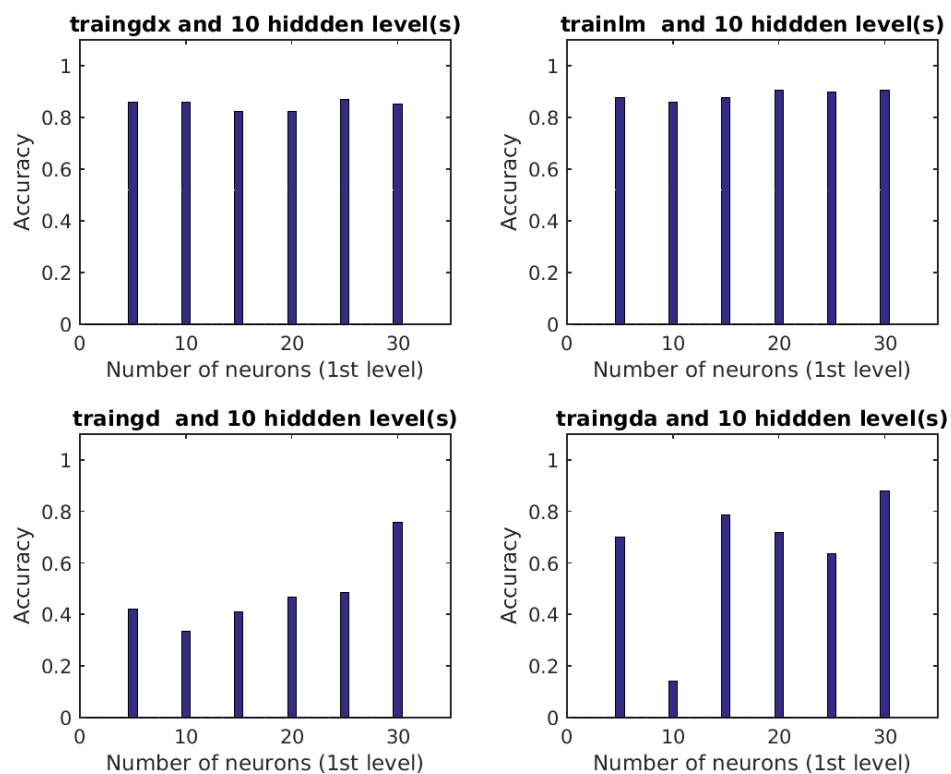 traingdx and 10 hiddden level(s)
1
0.8
0.6
0.4
0.2
0
Accuracy
0 10 20 30
Number of neurons (1st level)
trainlm and 10 hiddden level(s)
1
0.8
0.6
0.4
0.2
0
Accuracy
0 10 20 30
Number of neurons (1st level)
traingd and 10 hiddden level(s)
1
0.8
0.6
0.4
0.2
0
Accuracy
0 10 20 30
Number of neurons (1st level)
traingda and 10 hiddden level(s)
1
0.8
0.6
0.4
0.2
0
Accuracy
0 10 20 30
Number of neurons (1st level)